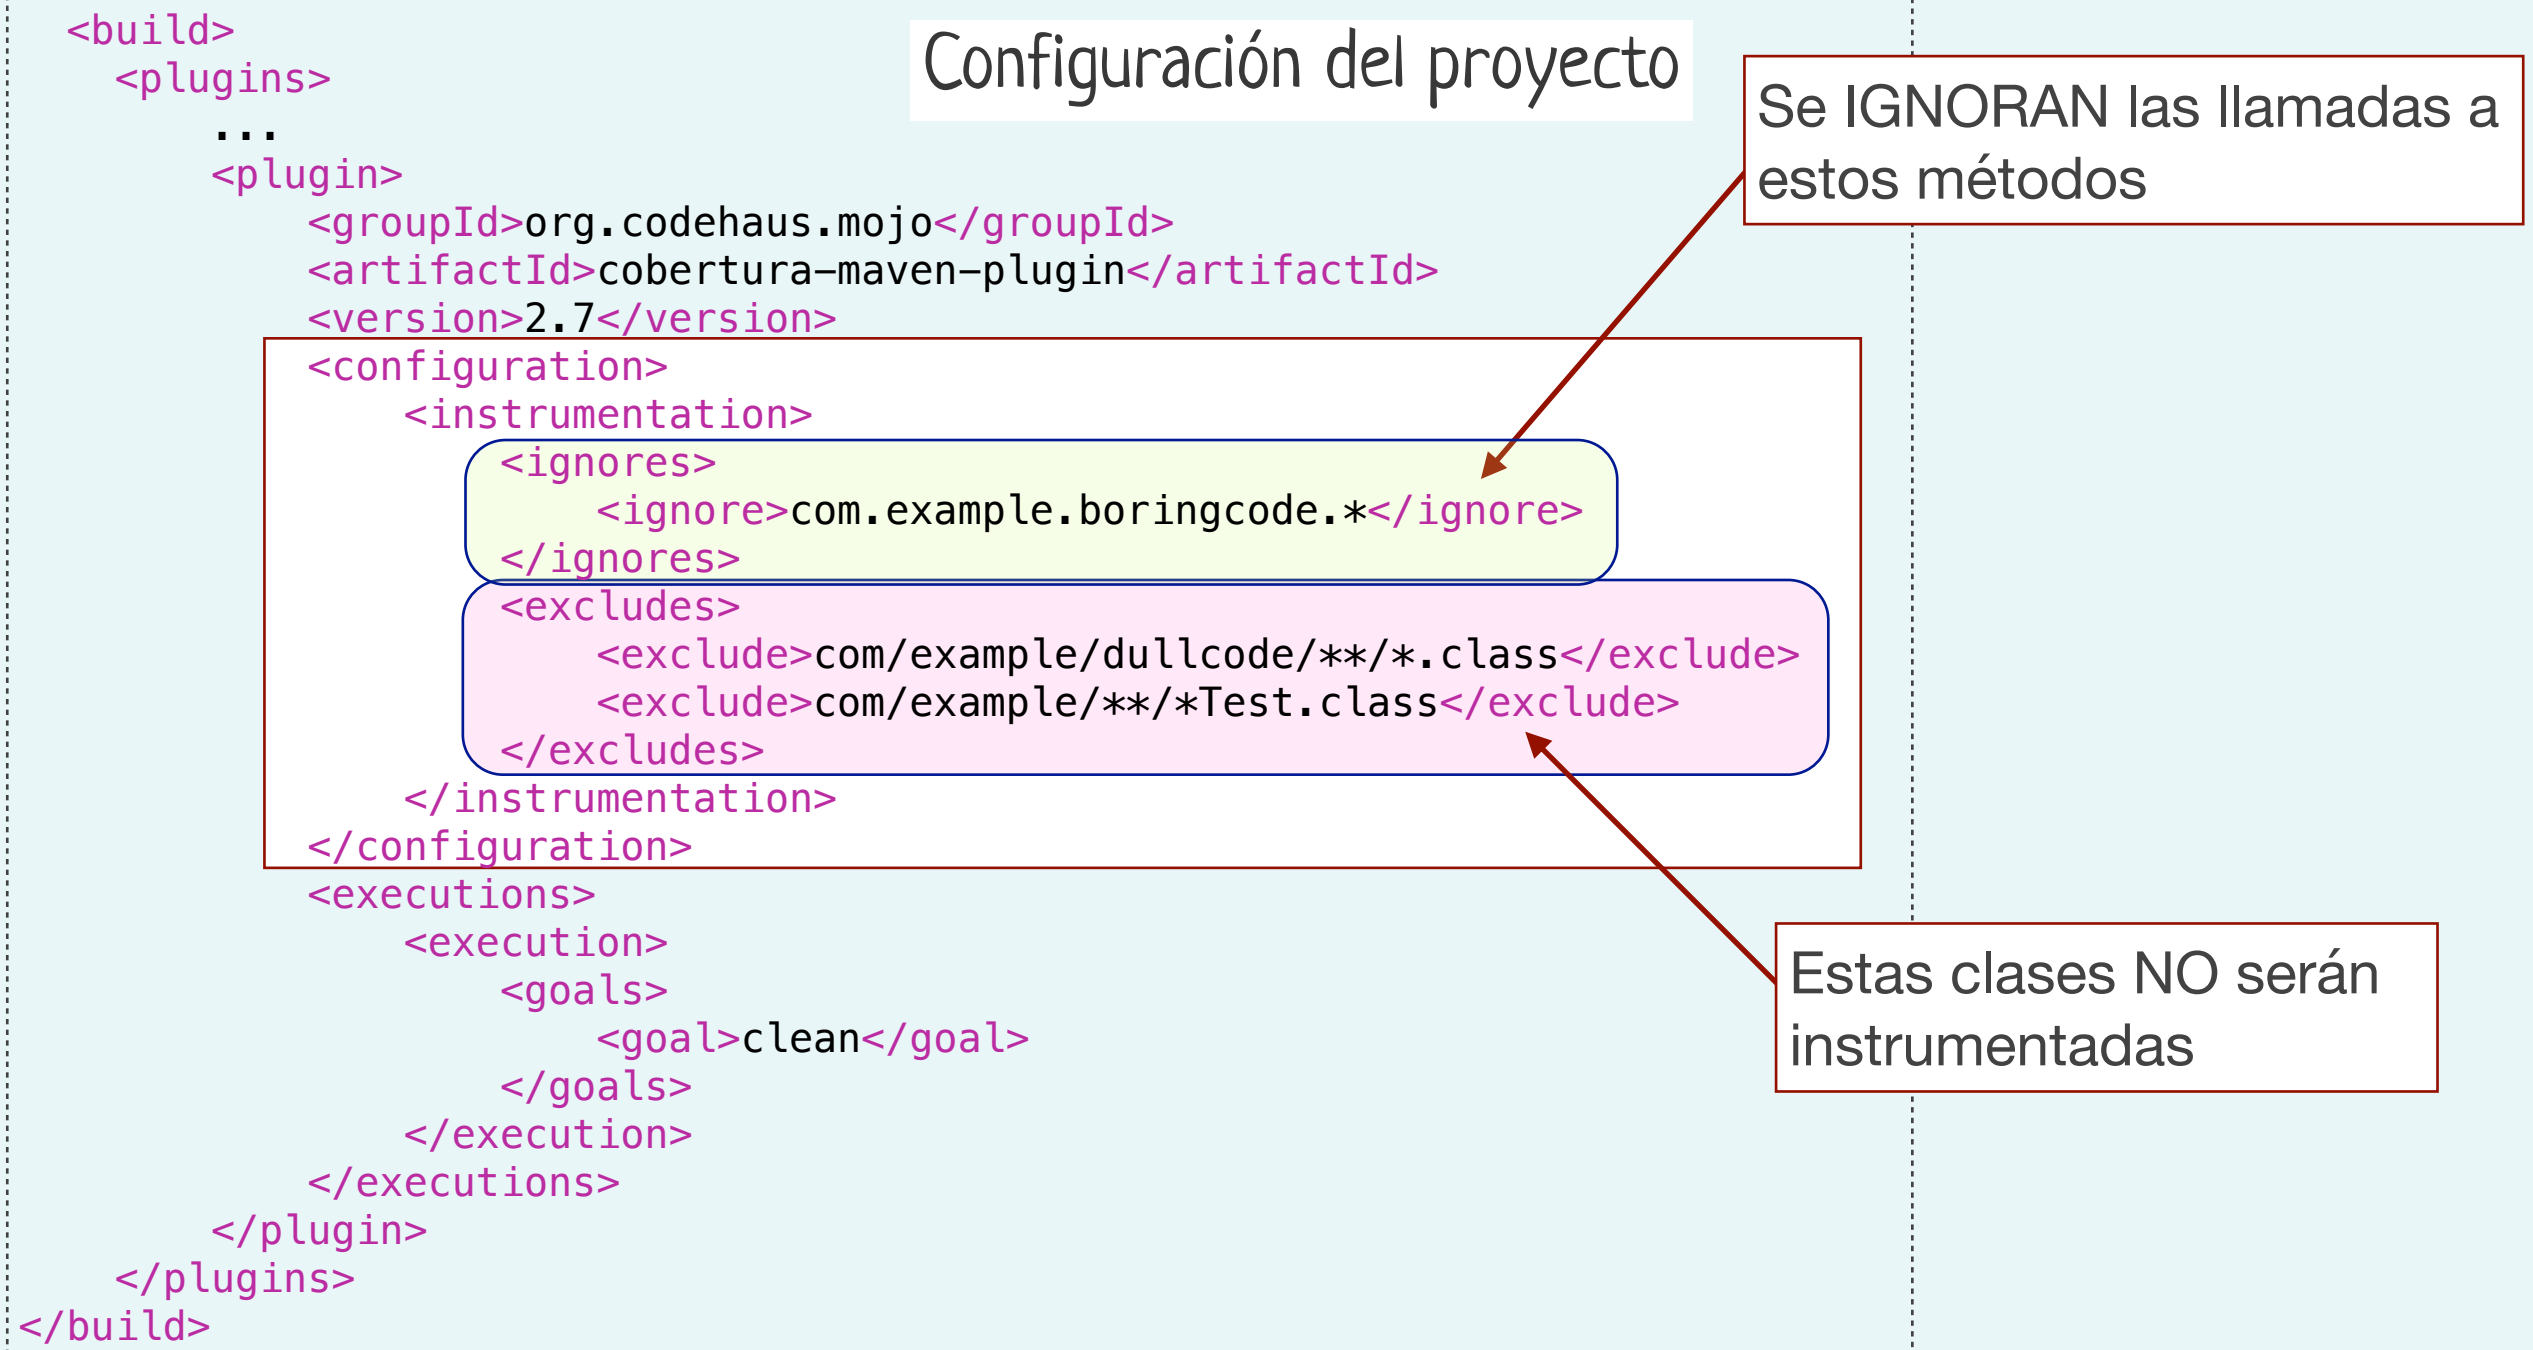 <build>
Configuración del proyecto
<plugins>
...
<plugin>
<groupId>org.codehaus.mojo</groupId>
<artifactId>cobertura-maven-plugin</artifactId>
<version>2.7</version>
<configuration>
<instrumentation>
<ignores>
<ignore>com.example.boringcode.*</ignore>
</ignores>
<excludes>
<exclude>com/example/dullcode/**/*.class</exclude>
<exclude>com/example/**/*Test.class</exclude>
</excludes>
</instrumentation>
</configuration>
<executions>
<execution>
<goals>
<goal>clean</goal>
</goals>
</execution>
</executions>
</plugin>
</plugins>
</build>
Se IGNORAN las llamadas a
estos métodos
Estas clases NO serán
instrumentadas